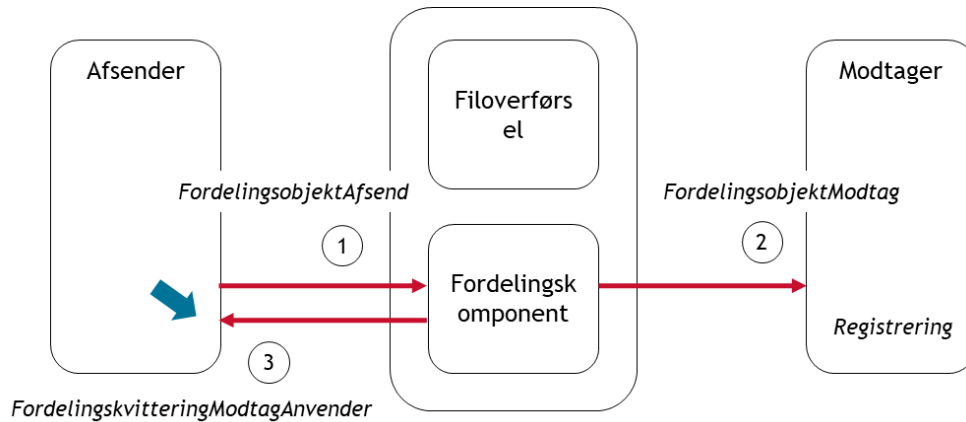 Afsender
Filoverførs
el
Modtager
FordelingsobjektAfsend
FordelingsobjektModtag
1
2
Fordelingsk
omponent
Registrering
3
FordelingskvitteringModtagAnvender